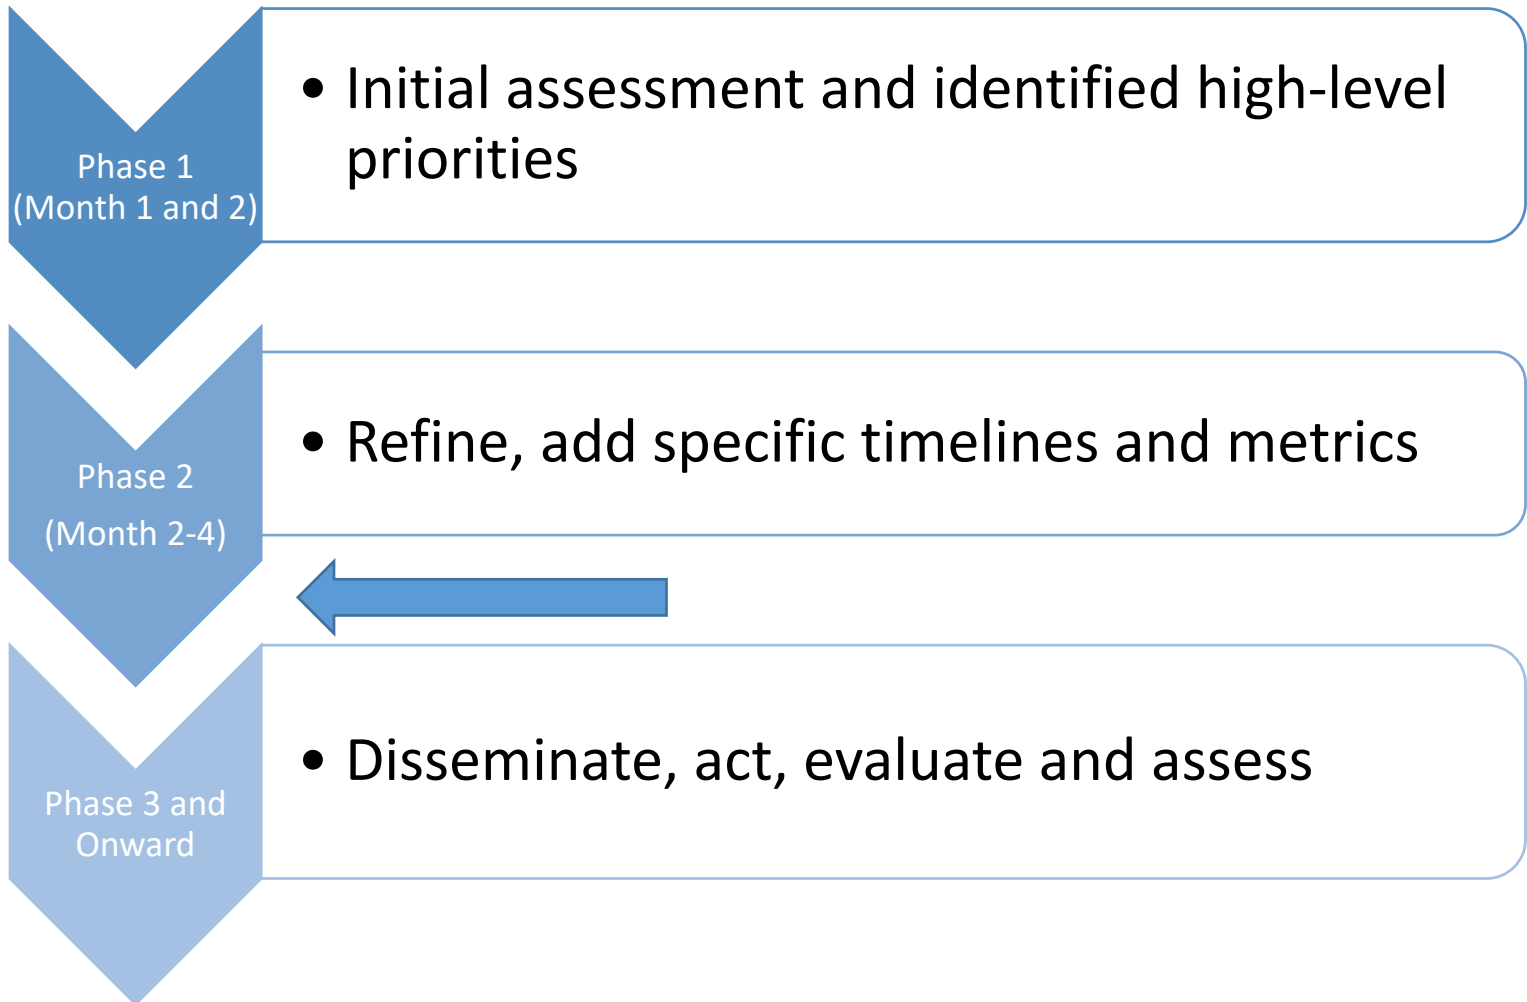 Phase 1
(Month 1 and 2)
• Initial assessment and identified high-level
priorities
Phase 2
(Month 2-4)
• Refine, add specific timelines and metrics
Phase 3 and
Onward
• Disseminate, act, evaluate and assess